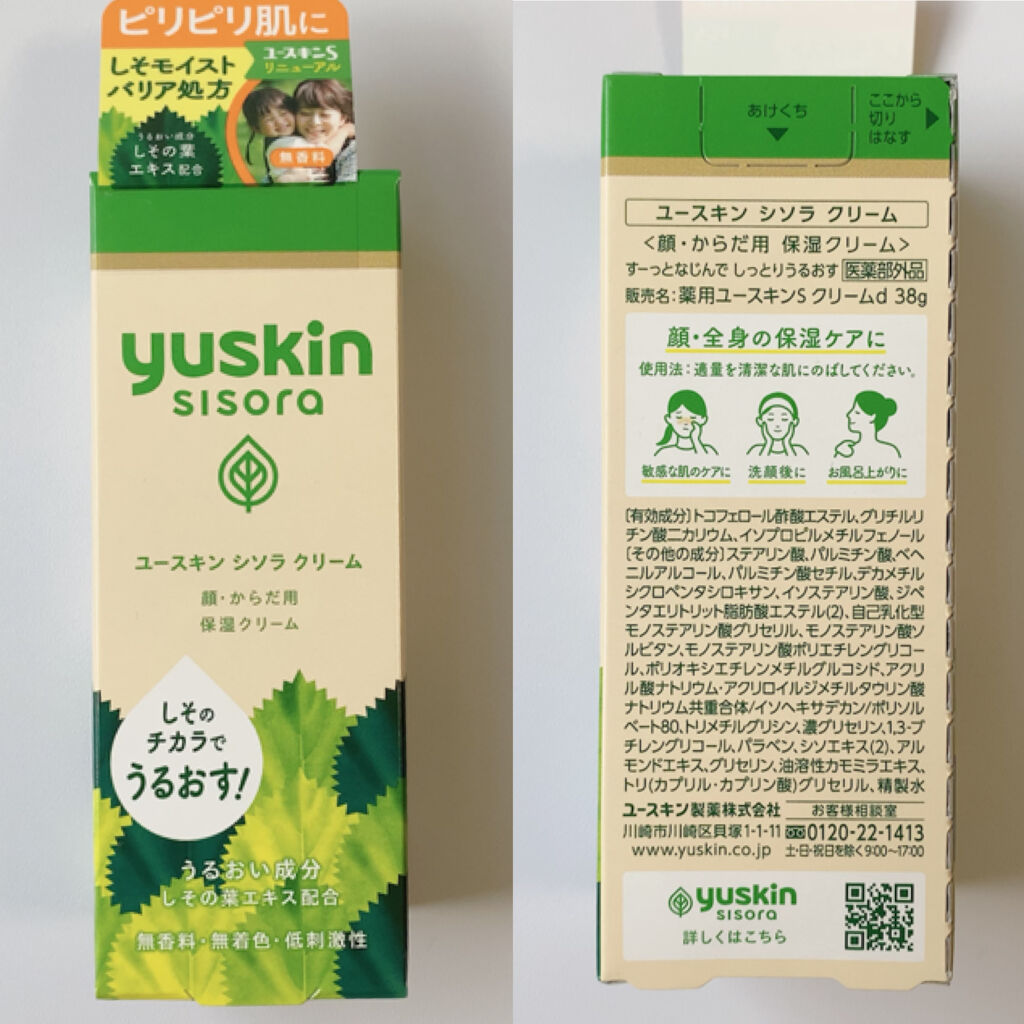 ピリピリ肌に
しそモイスト
バリア処方
ユースキンS
リニューアル
うるおい成分
しその葉
エキス配合
無香料
yuskin
sisora
ユースキン シソラ クリーム
顔・からだ用
保湿クリーム
しその
チカラで
うるおす!
うるおい成分
しその葉エキス配合
無香料・無着色・低刺激性
あけくち
ここから
切り
はなす
ユースキン シソラ クリーム
<顔・からだ用 保湿クリーム>
すーっとなじんで しっとりうるおす 医薬部外品
販売名:薬用ユースキンS クリームd 38g
顔・全身の保湿ケアに
使用法:適量を清潔な肌にのばしてください。
敏感な肌のケアに 洗顔後に お風呂上がりに
〔有効成分〕トコフェロール酢酸エステル、グリチルリ
チン酸二カリウム、イソプロピルメチルフェノール
〔その他の成分〕ステアリン酸、パルミチン酸、ベヘ
ニルアルコール、パルミチン酸セチル、デカメチル
シクロペンタシロキサン、イソステアリン酸、ジペ
ンタエリトリット脂肪酸エステル(2)、自己乳化型
モノステアリン酸グリセリル、モノステアリン酸ソ
ルビタン、モノステアリン酸ポリエチレングリコー
ル、ポリオキシエチレンメチルグルコシド、アクリ
ル酸ナトリウム・アクリロイルジメチルタウリン酸
ナトリウム共重合体/イソヘキサデカン/ポリソル
ベート80、トリメチルグリシン、濃グリセリン、1,3-ブ
チレングリコール、パラベン、シソエキス(2)、アル
モンドエキス、グリセリン、油溶性カモミラエキス、
トリ(カプリル・カプリン酸)グリセリル、精製水
ユースキン製薬株式会社 お客様相談室
川崎市川崎区貝塚1-1-11 0120-22-1413
www.yuskin.co.jp 土・日・祝日を除く9:00〜17:00
yuskin
sisora
詳しくはこちら